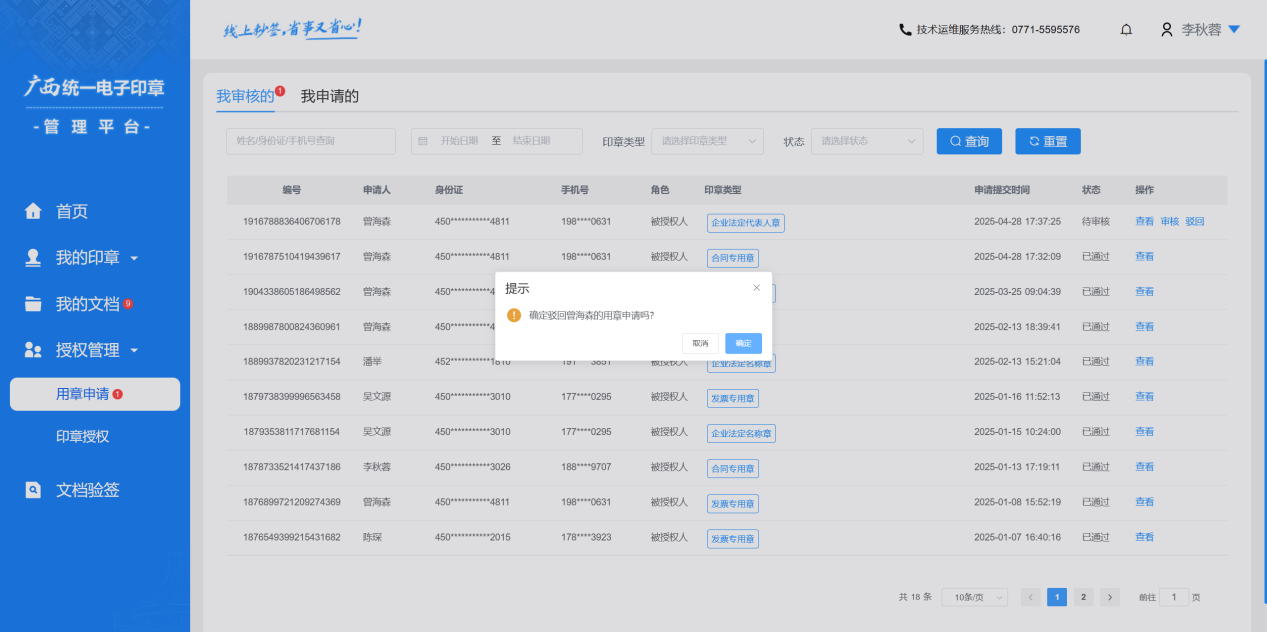 线上秒签,省事又省心!
技术运维服务热线: 0771-5595576
李秋蓉
广西统一电子印章
-管理平台-
首页
我的印章
我的文档 9
授权管理
用章申请 1
印章授权
文档验签
我审核的 1 我申请的
姓名/身份证/手机号查询 开始日期 至 结束日期 印章类型 请选择印章类型 状态 请选择状态 查询 重置
编号 申请人 身份证 手机号 角色 印章类型 申请提交时间 状态 操作
1916788836406706178 曾海森 450***********4811 198****0631 被授权人 企业法定代表人章 2025-04-28 17:37:25 待审核 查看 审核 驳回
1916787510419439617 曾海森 450***********4811 198****0631 被授权人 合同专用章 2025-04-28 17:32:09 已通过 查看
1904338605186498562 曾海森 450***********4 2025-03-25 09:04:39 已通过 查看
1889987800824360961 曾海森 450***********4 2025-02-13 18:39:41 已通过 查看
1889937820231217154 潘半 452***********1810 191****3851 被授权人 企业法定名称章 2025-02-13 15:21:04 已通过 查看
1879738399996563458 吴文源 450***********3010 177****0295 被授权人 发票专用章 2025-01-16 11:52:13 已通过 查看
1879353811717681154 吴文源 450***********3010 177****0295 被授权人 企业法定名称章 2025-01-15 10:24:00 已通过 查看
1878733521417437186 李秋蓉 450***********3026 188****9707 被授权人 合同专用章 2025-01-13 17:19:11 已通过 查看
1876899721209274369 曾海森 450***********4811 198****0631 被授权人 发票专用章 2025-01-08 15:52:19 已通过 查看
1876549399215431682 陈琛 450***********2015 178****3923 被授权人 发票专用章 2025-01-07 16:40:16 已通过 查看
提示
确定驳回曾海森的用章申请吗?
取消 确定
共 18 条 10条/页 1 2 前往 1 页